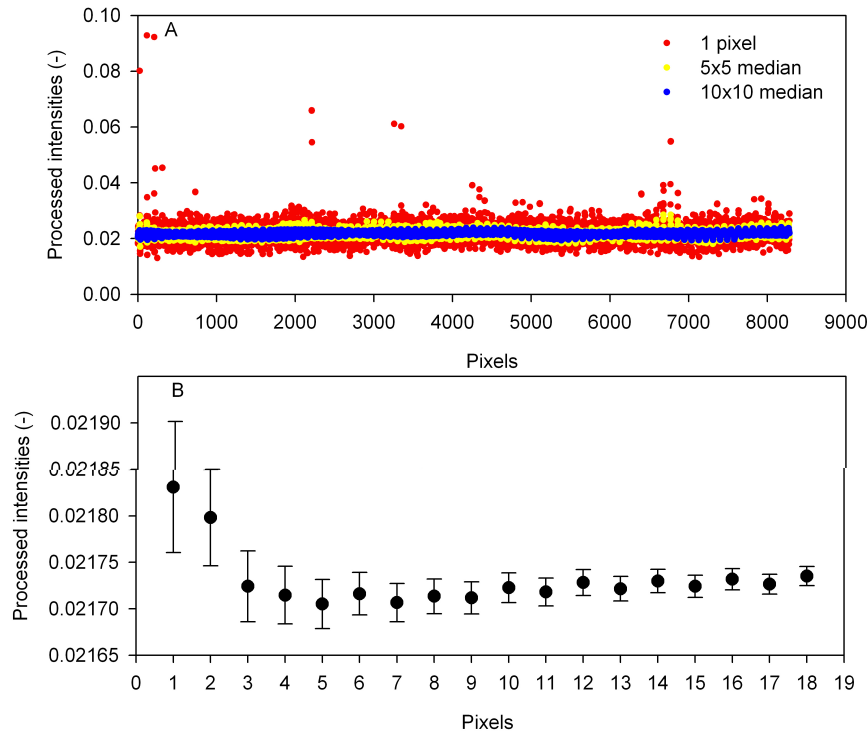 A
Processed intensities (-)
0.10
0.08
0.06
0.04
0.02
0.00
1 pixel
5x5 median
10x10 median
0 1000 2000 3000 4000 5000 6000 7000 8000 9000
Pixels
B
Processed intensities (-)
0.02190
0.02185
0.02180
0.02175
0.02170
0.02165
0 1 2 3 4 5 6 7 8 9 10 11 12 13 14 15 16 17 18 19
Pixels